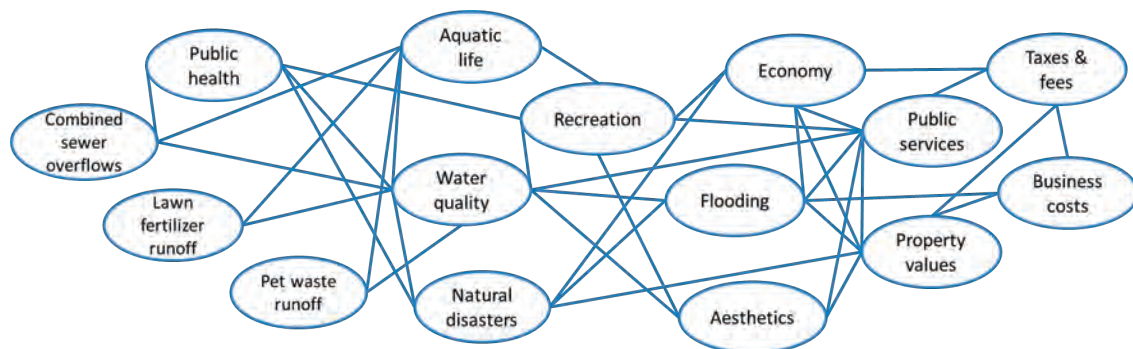 Public
health
Aquatic
life
Economy
Taxes &
fees
Combined
sewer
overflows
Recreation
Public
services
Lawn
fertilizer
runoff
Water
quality
Flooding
Business
costs
Pet waste
runoff
Natural
disasters
Aesthetics
Property
values